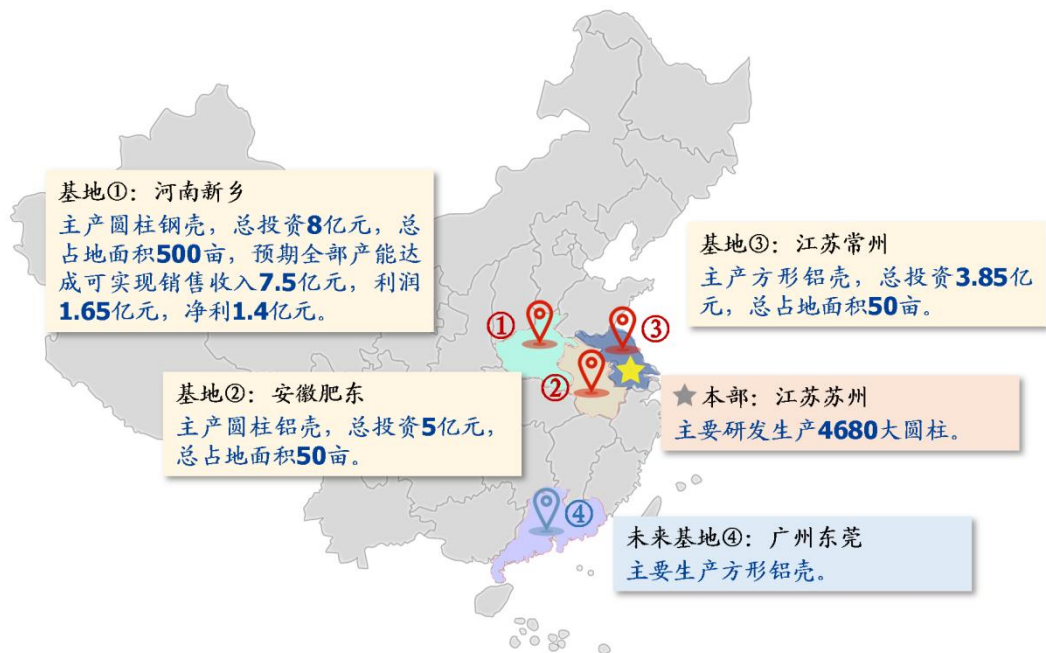 基地①：河南新乡
主产圆柱钢壳，总投资8亿元，总
占地面积500亩，预期全部产能达
成可实现销售收入7.5亿元，利润
1.65亿元，净利1.4亿元。
基地③：江苏常州
主产方形铝壳，总投资3.85亿
元，总占地面积50亩。
①
③
②
基地②：安徽肥东
主产圆柱铝壳，总投资5亿元，
总占地面积50亩。
本部：江苏苏州
主要研发生产4680大圆柱。
④
未来基地④：广州东莞
主要生产方形铝壳。